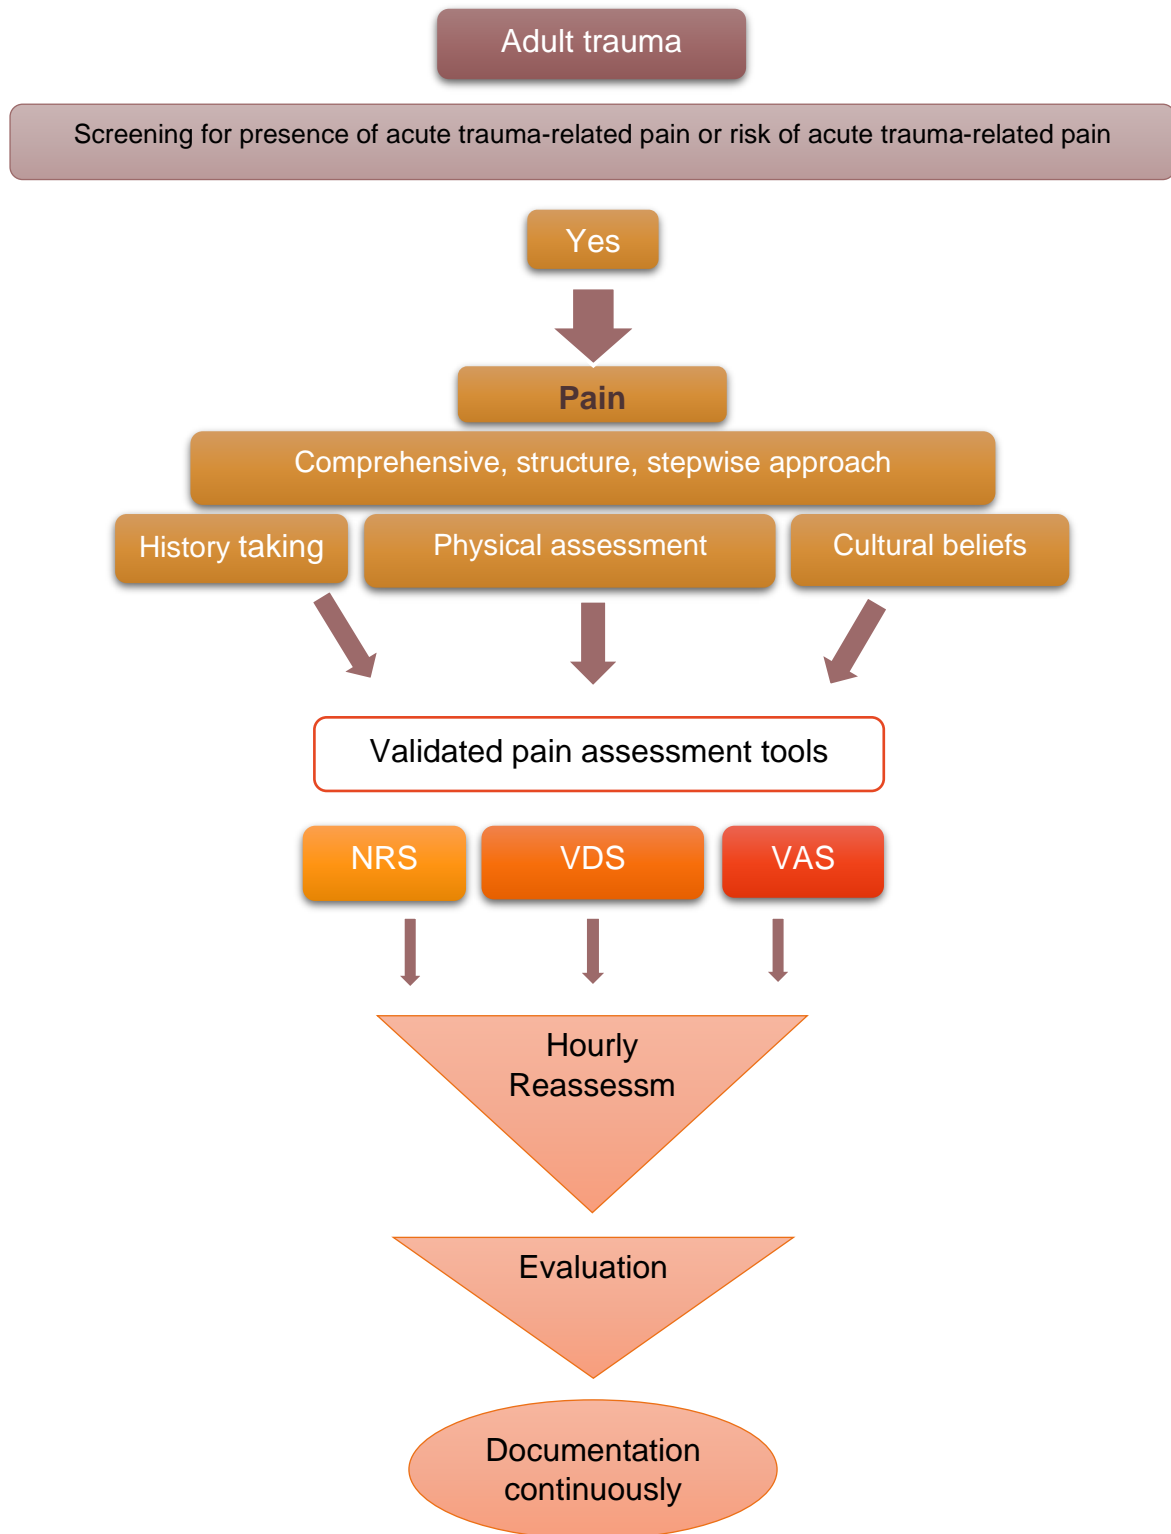 Adult trauma
Screening for presence of acute trauma-related pain or risk of acute trauma-related pain
Yes
Pain
Comprehensive, structure, stepwise approach
History taking
Physical assessment
Cultural beliefs
Validated pain assessment tools
NRS
VDS
VAS
Hourly
Reassessm
Evaluation
Documentation
continuously